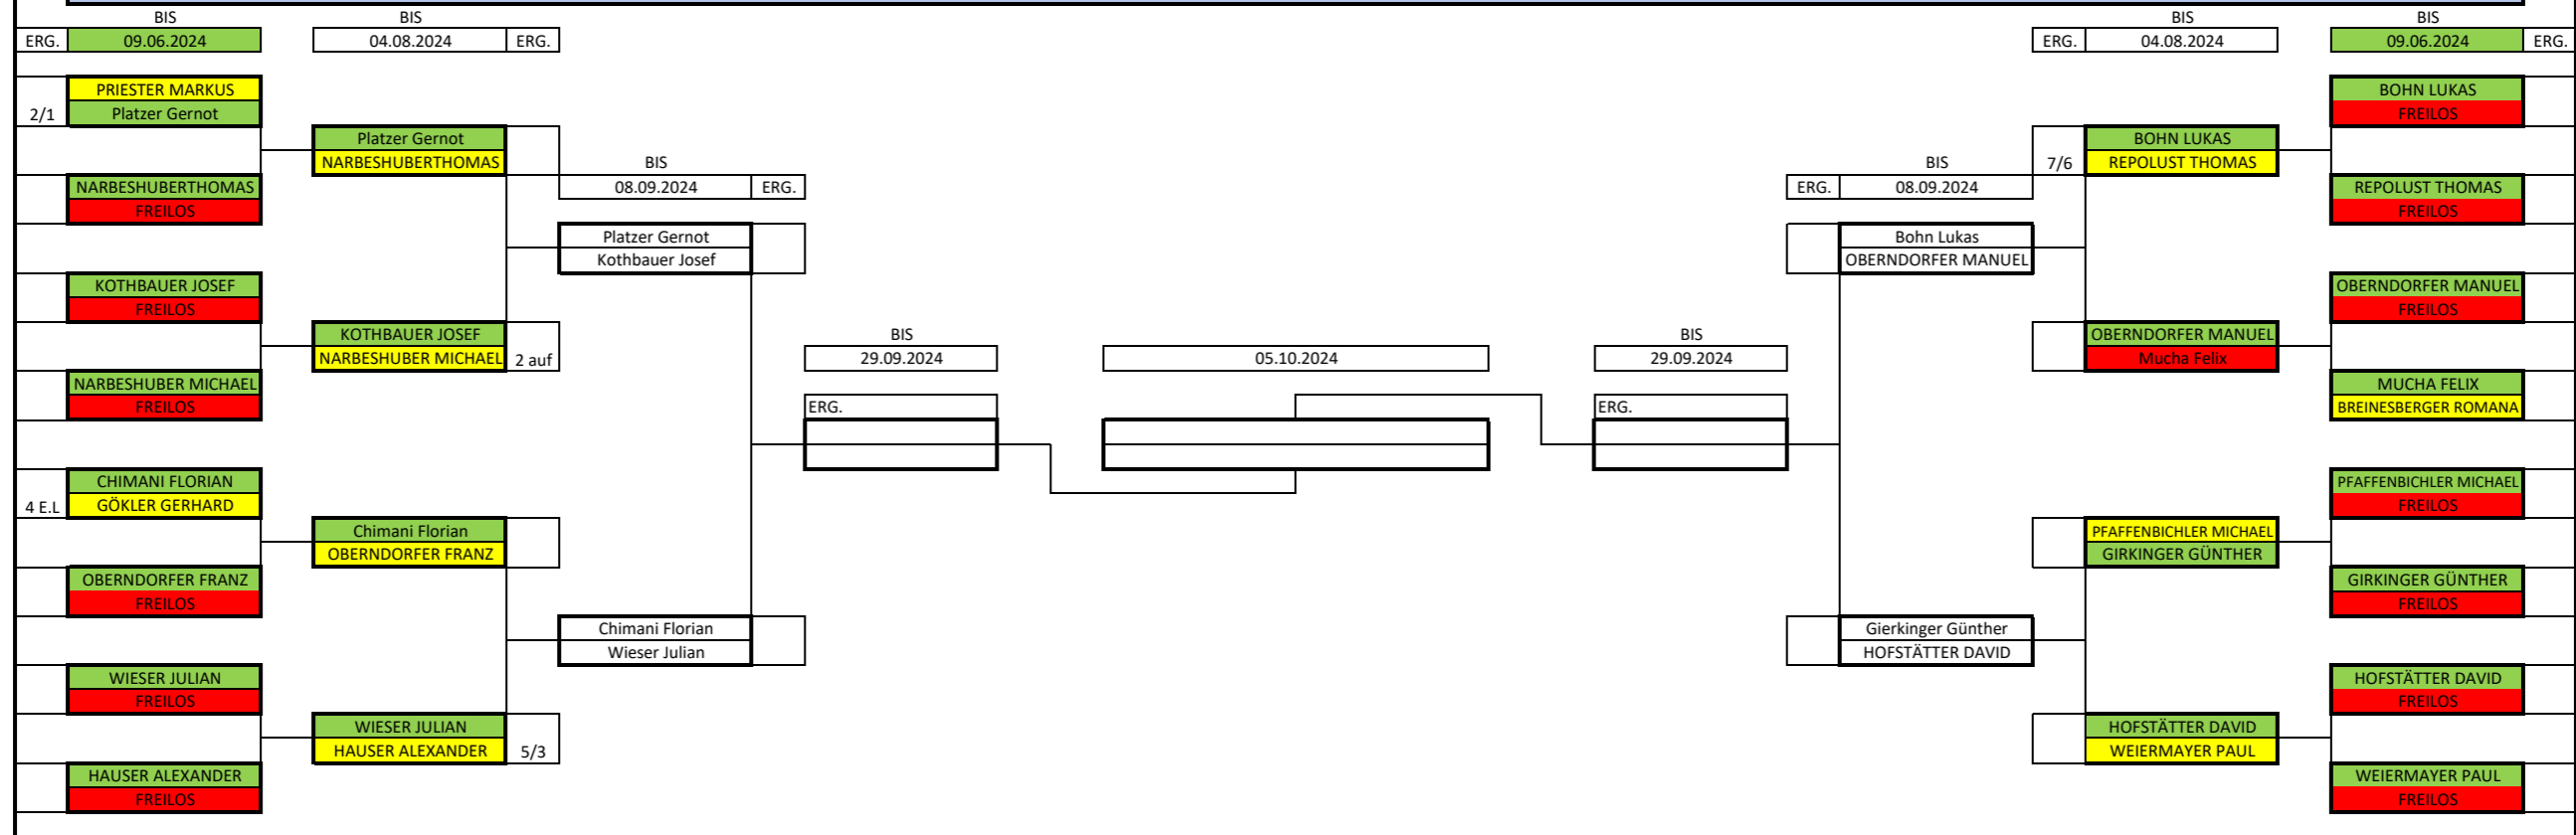 BIS BIS BIS BIS
ERG. 09.06.2024 04.08.2024 ERG. ERG. 04.08.2024 09.06.2024 ERG.
PRIESTER MARKUS BOHN LUKAS
2/1 Platzer Gernot FREILOS
Platzer Gernot BOHN LUKAS
NARBESHUBERTHOMAS BIS BIS 7/6 REPOLUST THOMAS
NARBESHUBERTHOMAS 08.09.2024 ERG. ERG. 08.09.2024 REPOLUST THOMAS
FREILOS FREILOS
Platzer Gernot Bohn Lukas
Kothbauer Josef OBERNDORFER MANUEL
KOTHBAUER JOSEF OBERNDORFER MANUEL
FREILOS FREILOS
KOTHBAUER JOSEF BIS BIS OBERNDORFER MANUEL
NARBESHUBER MICHAEL 2 auf 29.09.2024 05.10.2024 29.09.2024 Mucha Felix
NARBESHUBER MICHAEL MUCHA FELIX
FREILOS ERG. ERG. BREINESBERGER ROMANA
CHIMANI FLORIAN PFAFFENBICHLER MICHAEL
4 E.L GÖKLER GERHARD FREILOS
Chimani Florian PFAFFENBICHLER MICHAEL
OBERNDORFER FRANZ GIRKINGER GÜNTHER
OBERNDORFER FRANZ GIRKINGER GÜNTHER
FREILOS FREILOS
Chimani Florian Gierkinger Günther
Wieser Julian HOFSTÄTTER DAVID
WIESER JULIAN HOFSTÄTTER DAVID
FREILOS FREILOS
WIESER JULIAN HOFSTÄTTER DAVID
HAUSER ALEXANDER 5/3 WEIERMAYER PAUL
HAUSER ALEXANDER WEIERMAYER PAUL
FREILOS FREILOS